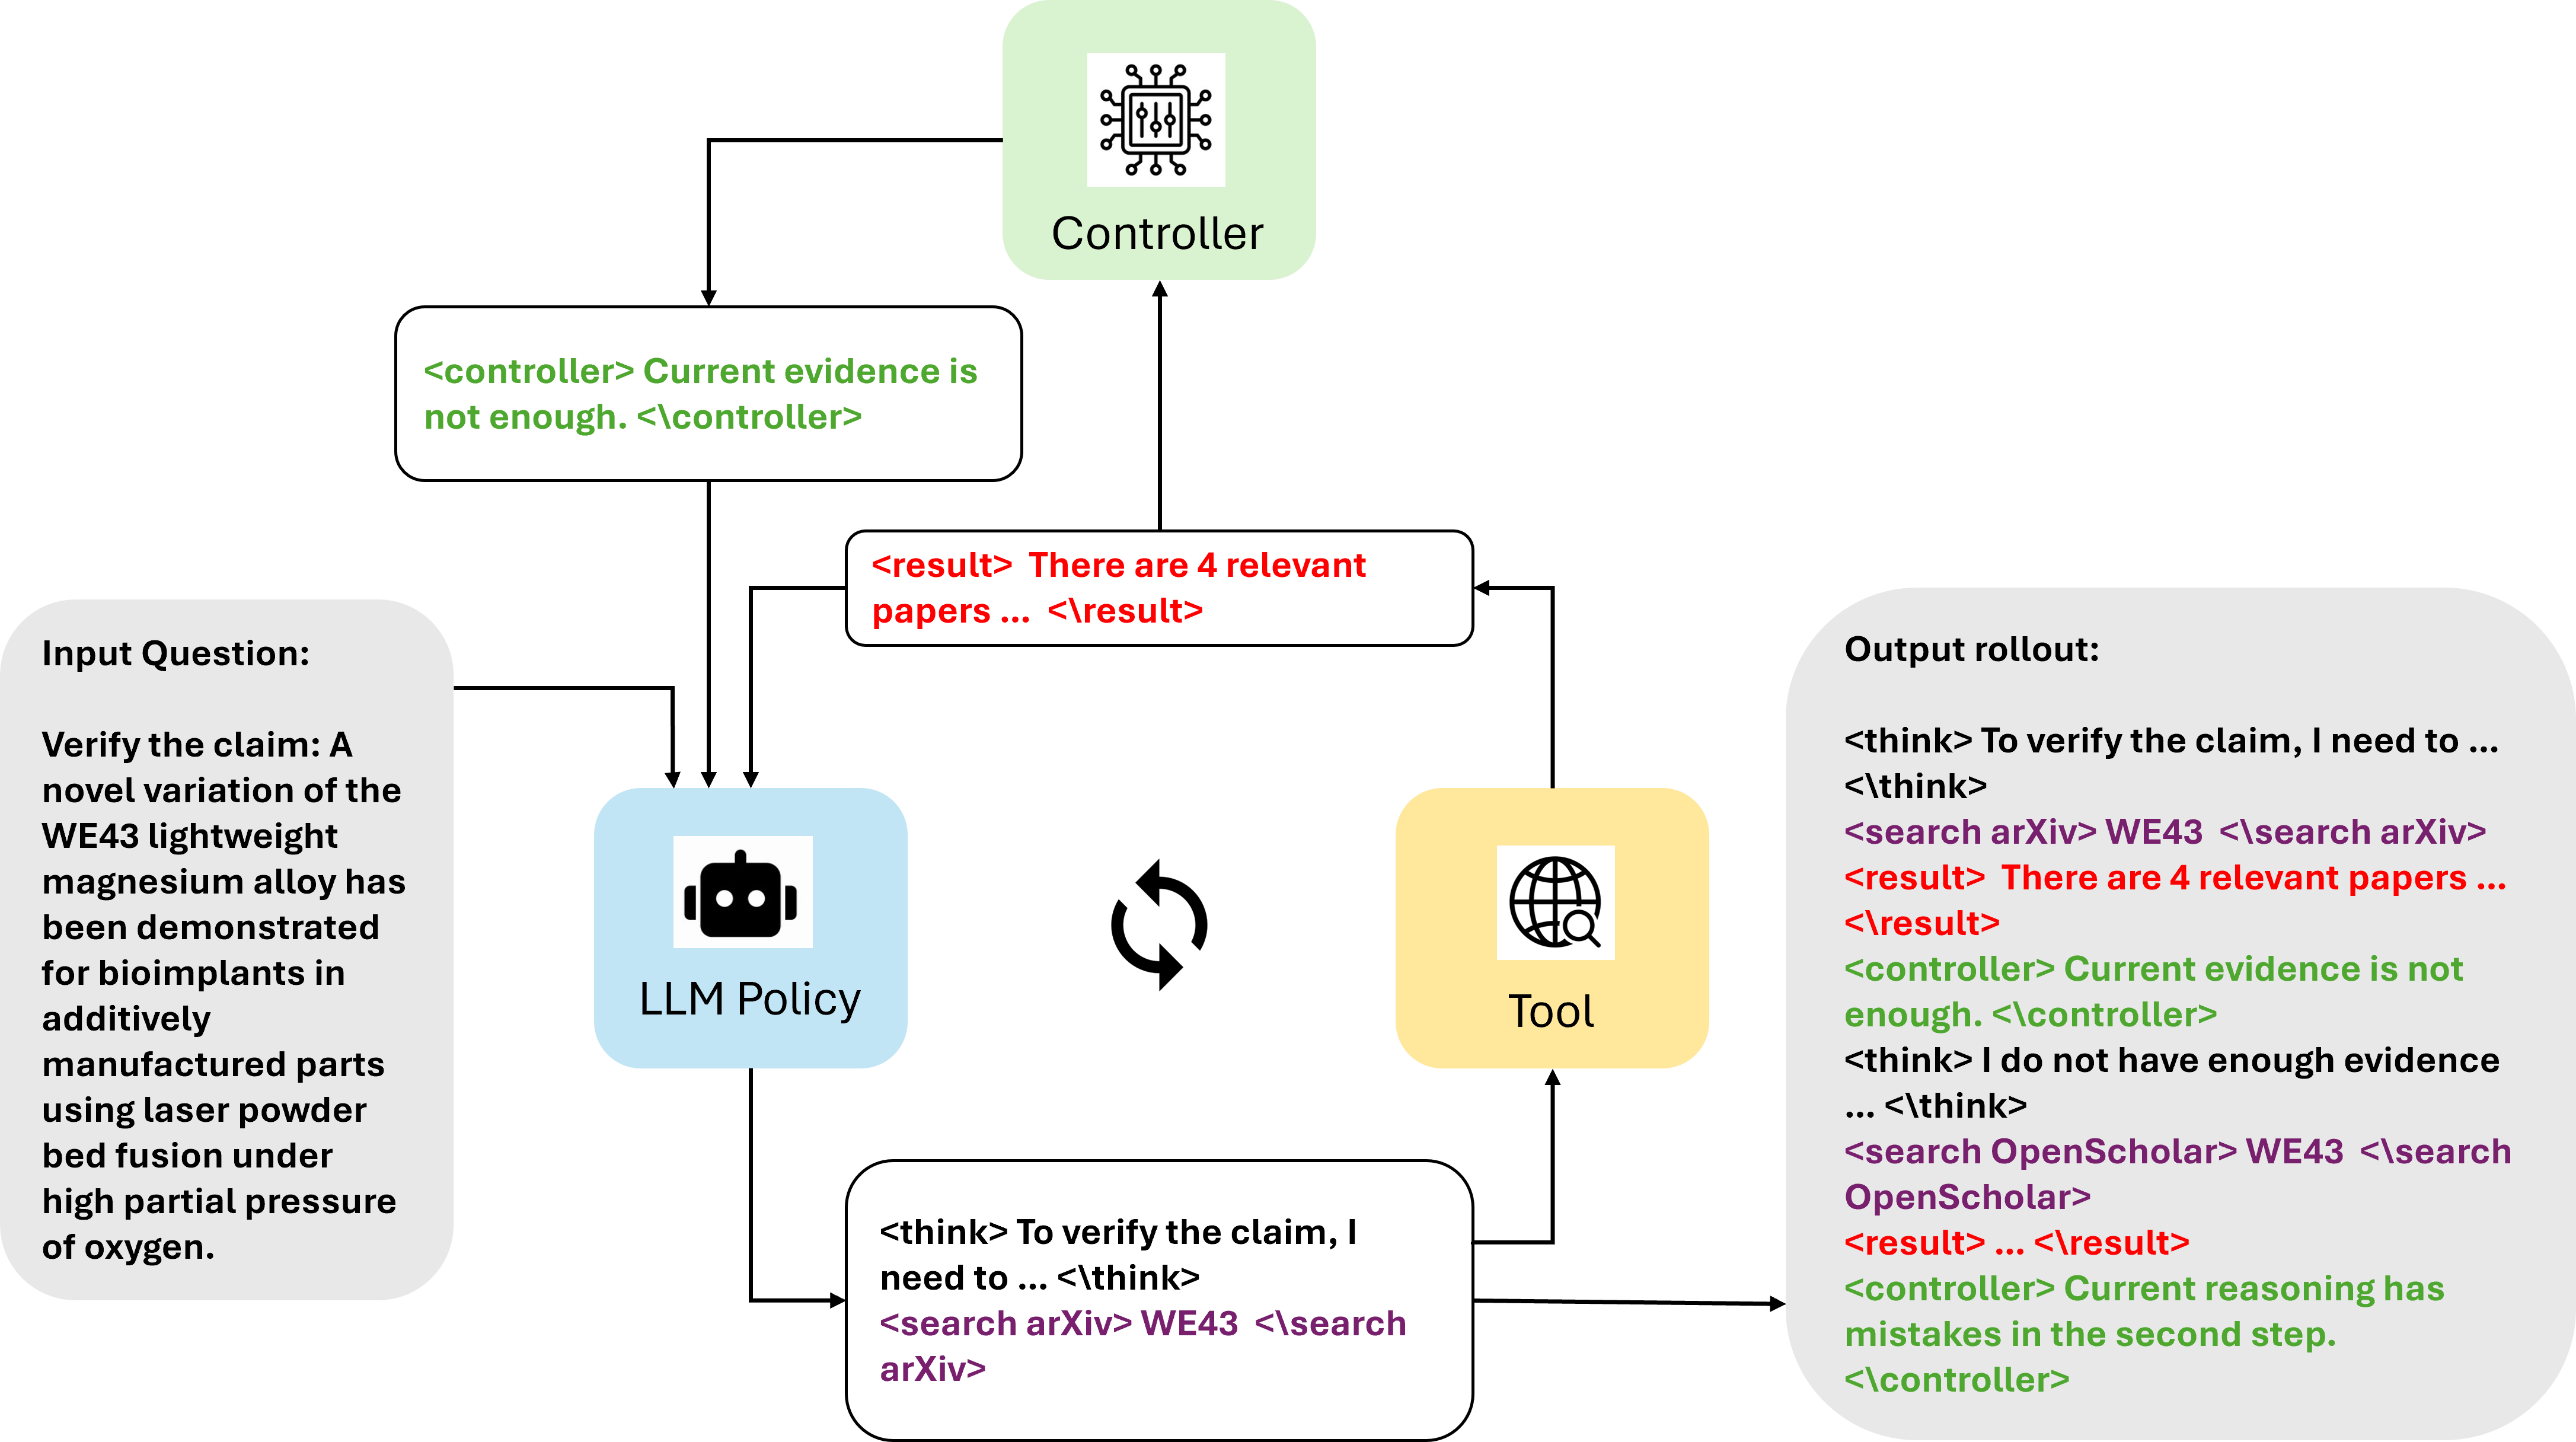 Controller
<controller> Current evidence is
not enough. <\controller>
<result>  There are 4 relevant
papers ...  <\result>
Input Question:
Verify the claim: A
novel variation of the
WE43 lightweight
magnesium alloy has
been demonstrated
for bioimplants in
additively
manufactured parts
using laser powder
bed fusion under
high partial pressure
of oxygen.
LLM Policy
Tool
<think> To verify the claim, I
need to ... <\think>
<search arXiv> WE43  <\search
arXiv>
Output rollout:
<think> To verify the claim, I need to ...
<\think>
<search arXiv> WE43  <\search arXiv>
<result>  There are 4 relevant papers ...
<\result>
<controller> Current evidence is not
enough. <\controller>
<think> I do not have enough evidence
... <\think>
<search OpenScholar> WE43  <\search
OpenScholar>
<result> ... <\result>
<controller> Current reasoning has
mistakes in the second step.
<\controller>